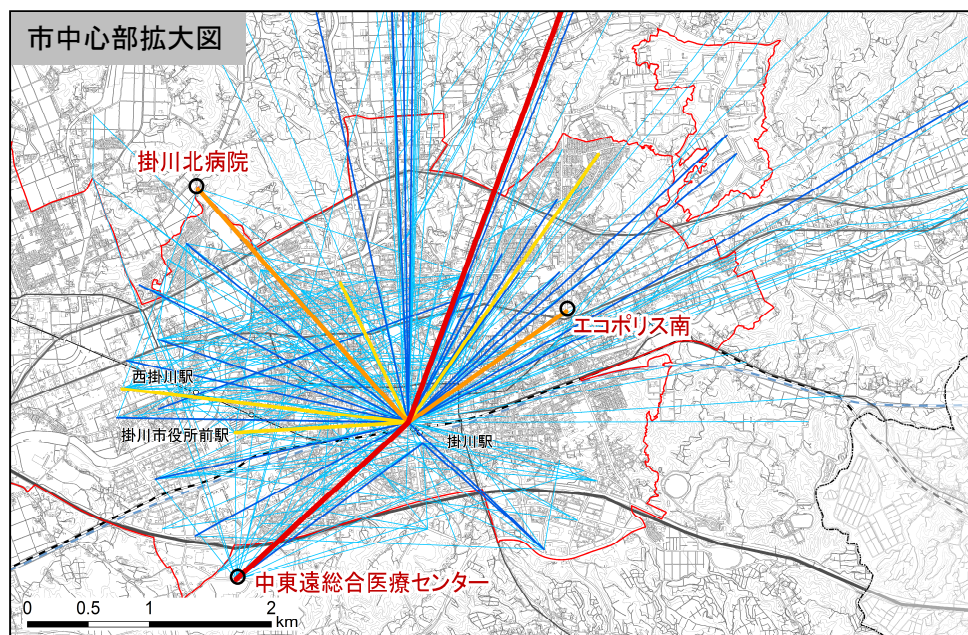 市中心部拡大図
掛川北病院
エコポリス南
西掛川駅
掛川市役所前駅
掛川駅
中東遠総合医療センター
0 0.5 1 2
km